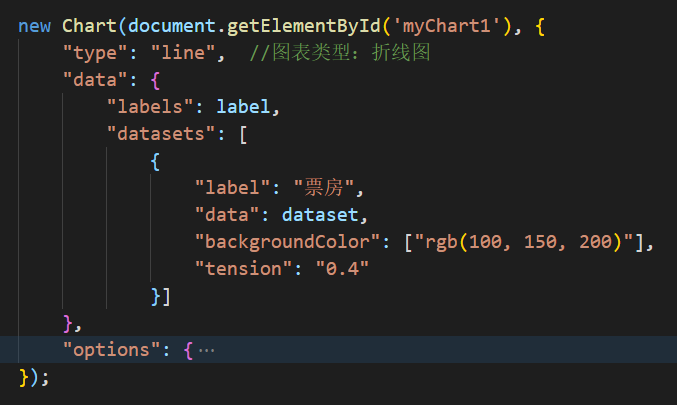 new Chart(document.getElementById('myChart1'), {
"type": "line",  //图表类型：折线图
"data": {
"labels": label,
"datasets": [
{
"label": "票房",
"data": dataset,
"backgroundColor": ["rgb(100, 150, 200)"],
"tension": "0.4"
}]
},
"options": {…
});